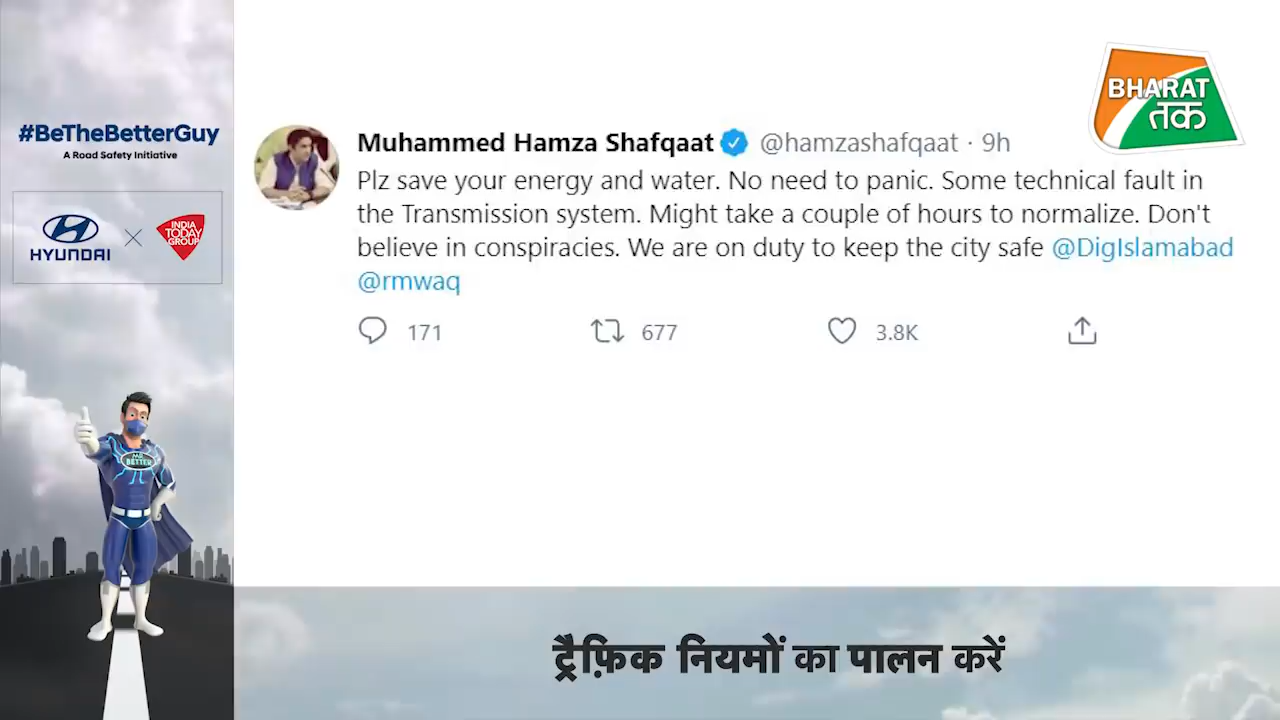 #BeTheBetterGuy
A Road Safety Initiative
HYUNDAI
INDIA
TODAY
GROUP
MR.
BETTER
Muhammed Hamza Shafqaat @hamzashafqaat · 9h
Plz save your energy and water. No need to panic. Some technical fault in
the Transmission system. Might take a couple of hours to normalize. Don't
believe in conspiracies. We are on duty to keep the city safe @DigIslamabad
@rmwaq
171 677 3.8K
BHARAT
तक
ट्रैफ़िक नियमों का पालन करें